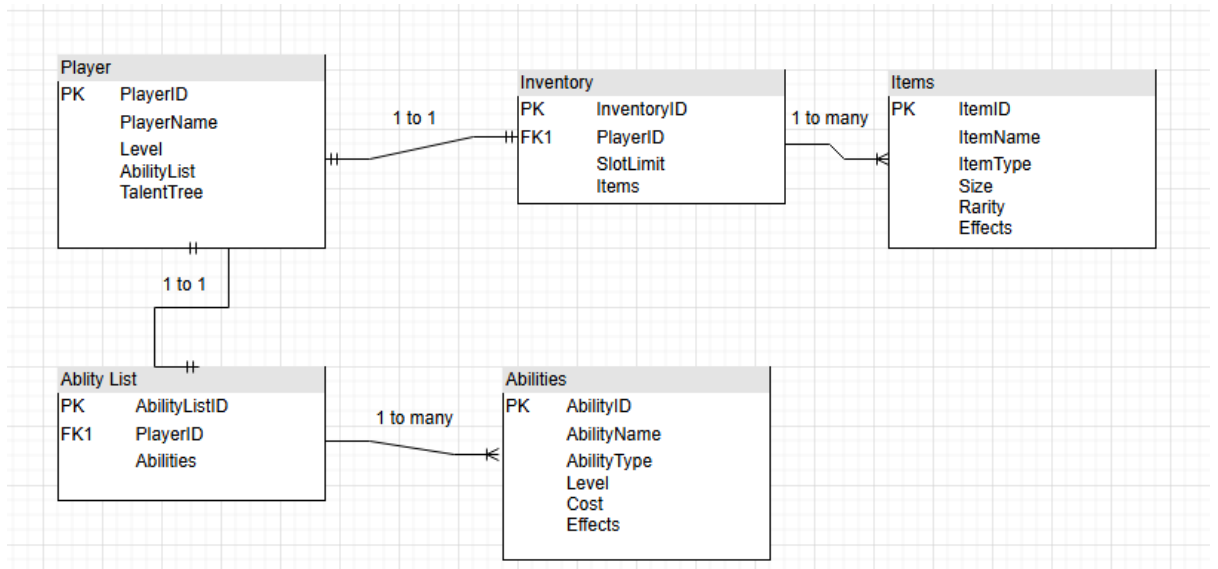 Player
PK PlayerID
PlayerName
Level
AbilityList
TalentTree
1 to 1
Inventory
PK InventoryID
FK1 PlayerID
SlotLimit
Items
1 to many
Items
PK ItemID
ItemName
ItemType
Size
Rarity
Effects
1 to 1
Ablity List
PK AbilityListID
FK1 PlayerID
Abilities
1 to many
Abilities
PK AbilityID
AbilityName
AbilityType
Level
Cost
Effects